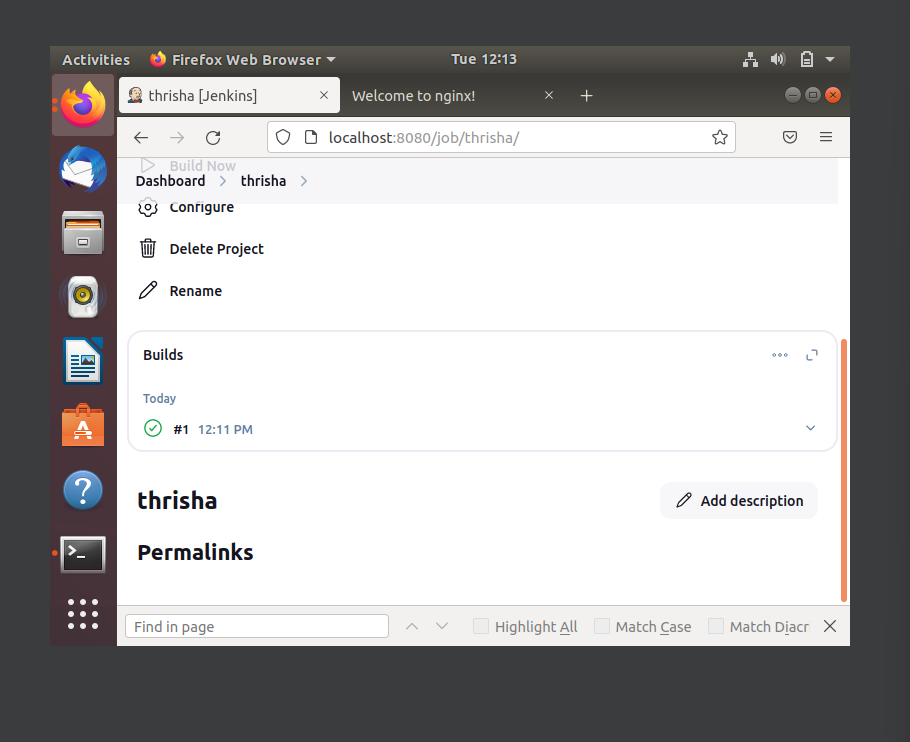 Activities Firefox Web Browser Tue 12:13
thrisha [Jenkins] Welcome to nginx!
localhost:8080/job/thrisha/
Build Now
Dashboard thrisha
Configure
Delete Project
Rename
Builds
Today
#1 12:11 PM
thrisha Add description
Permalinks
Find in page Highlight All Match Case Match Diacr